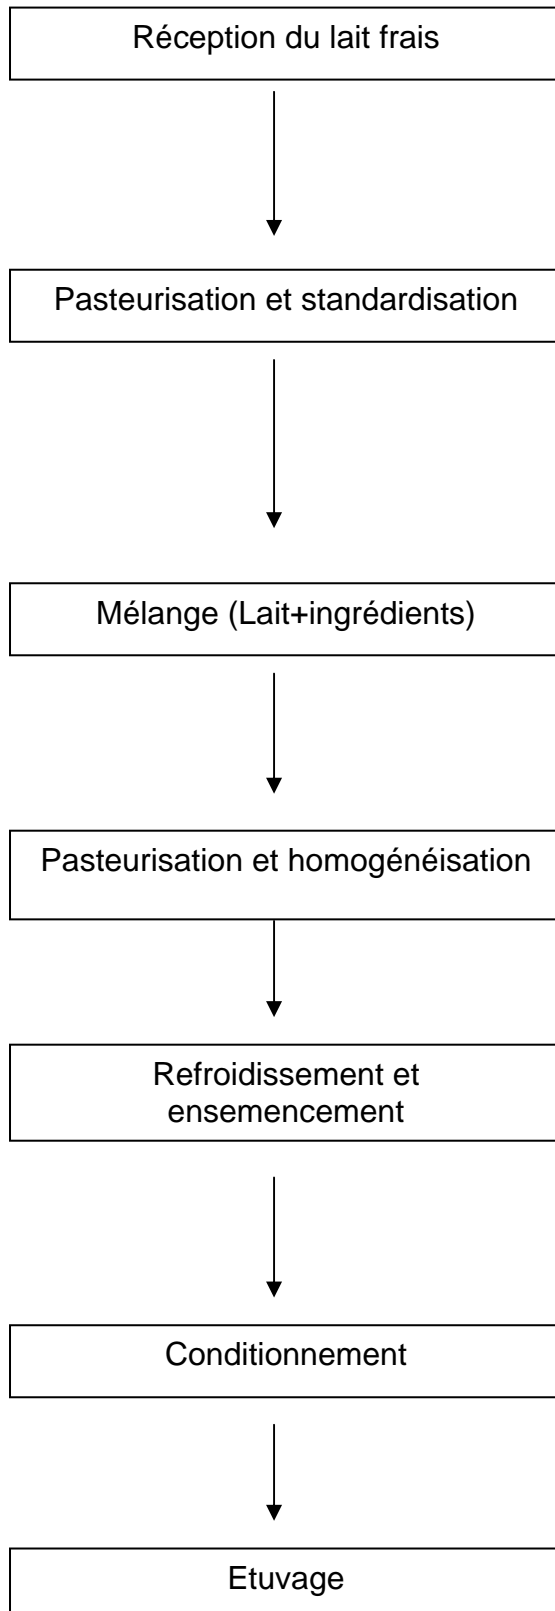 Réception du lait frais
Pasteurisation et standardisation
Mélange (Lait+ingrédients)
Pasteurisation et homogénéisation
Refroidissement et
ensemencement
Conditionnement
Etuvage